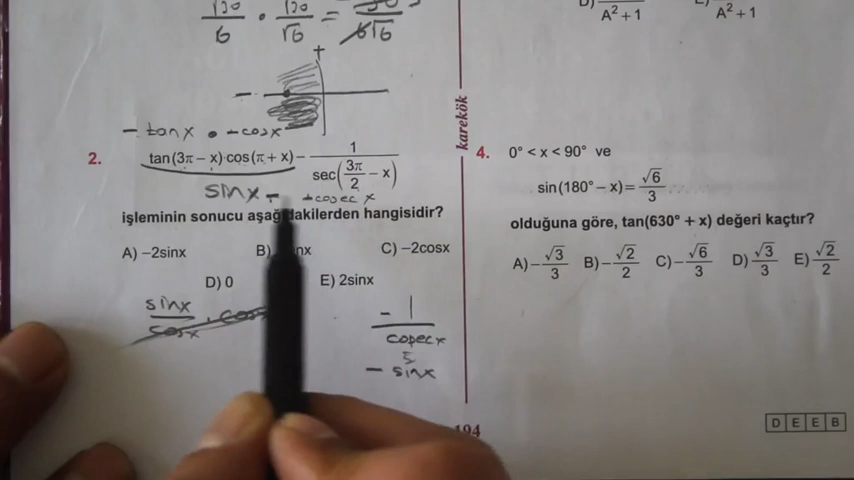 6 · √6 = 6√6
+
−
D) A²+1
A²+1
karekök
− tanx · −cosx
2. tan(3π − x)·cos(π + x) − 1 / sec(3π/2 − x)
sinx − −cosec x
işleminin sonucu aşağıdakilerden hangisidir?
A) −2sinx B) C) −2cosx
D) 0 E) 2sinx
sinx / cosx · cos
− 1 / cosecx
− sinx
4. 0° < x < 90° ve
sin(180° − x) = √6/3
olduğuna göre, tan(630° + x) değeri kaçtır?
A) −√3/3 B) −√2/2 C) −√6/3 D) √3/3 E) √2/2
194
D E E B